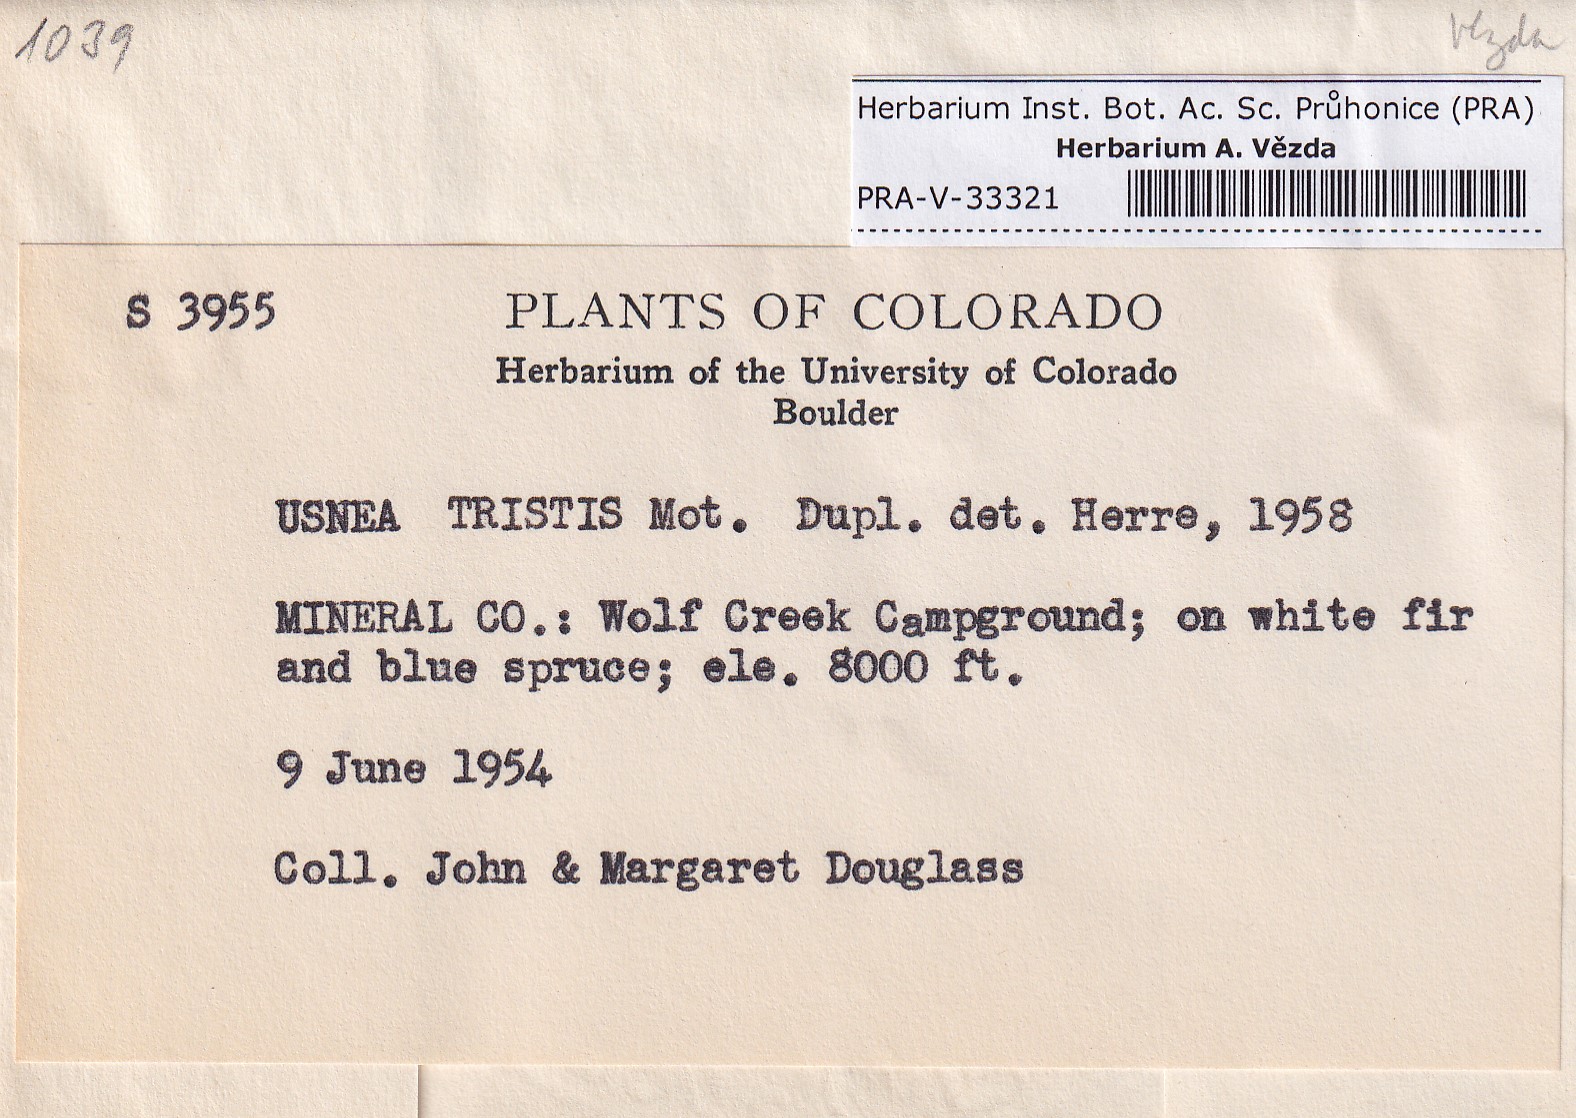 1039
Vězda
Herbarium Inst. Bot. Ac. Sc. Průhonice (PRA)
Herbarium A. Vězda
PRA-V-33321
S 3955
PLANTS OF COLORADO
Herbarium of the University of Colorado
Boulder
USNEA TRISTIS Mot. Dupl. det. Herre, 1958
MINERAL CO.: Wolf Creek Campground; on white fir
and blue spruce; ele. 8000 ft.
9 June 1954
Coll. John & Margaret Douglass